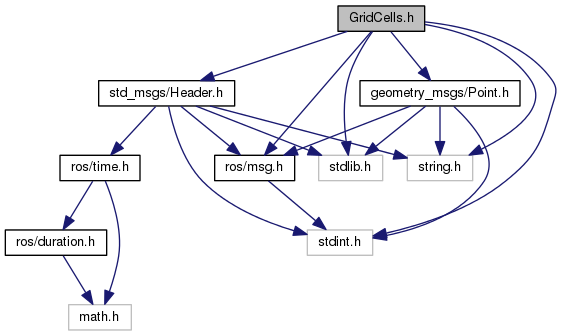 GridCells.h
std_msgs/Header.h
geometry_msgs/Point.h
ros/time.h
ros/msg.h
stdlib.h
string.h
ros/duration.h
stdint.h
math.h